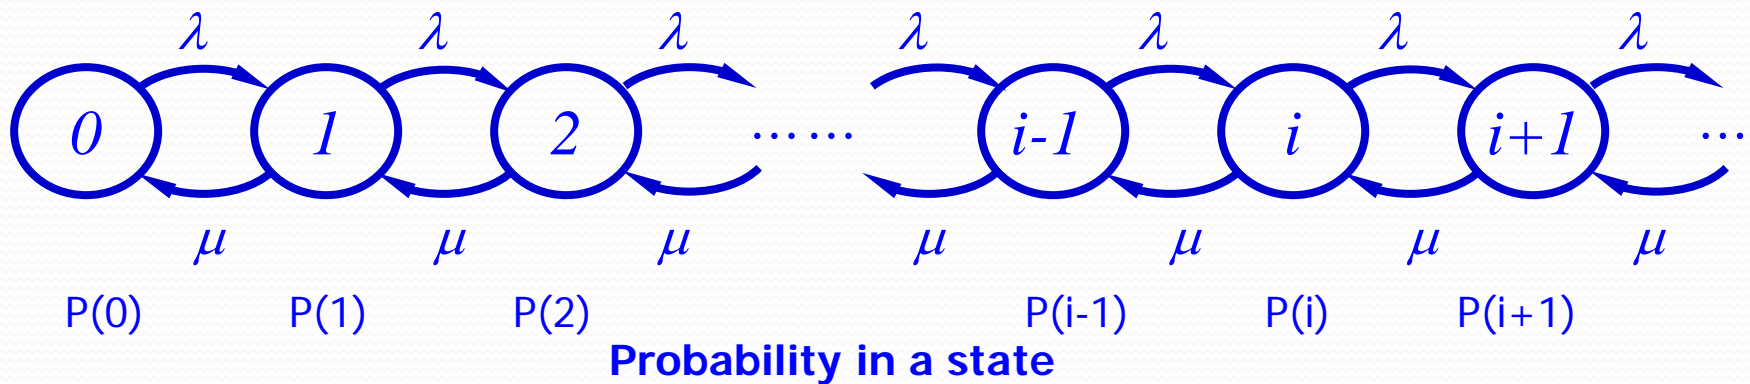 λ λ λ λ λ λ λ
0 1 2 ...... i-1 i i+1 ...
μ μ μ μ μ μ μ
P(0) P(1) P(2) P(i-1) P(i) P(i+1)
Probability in a state